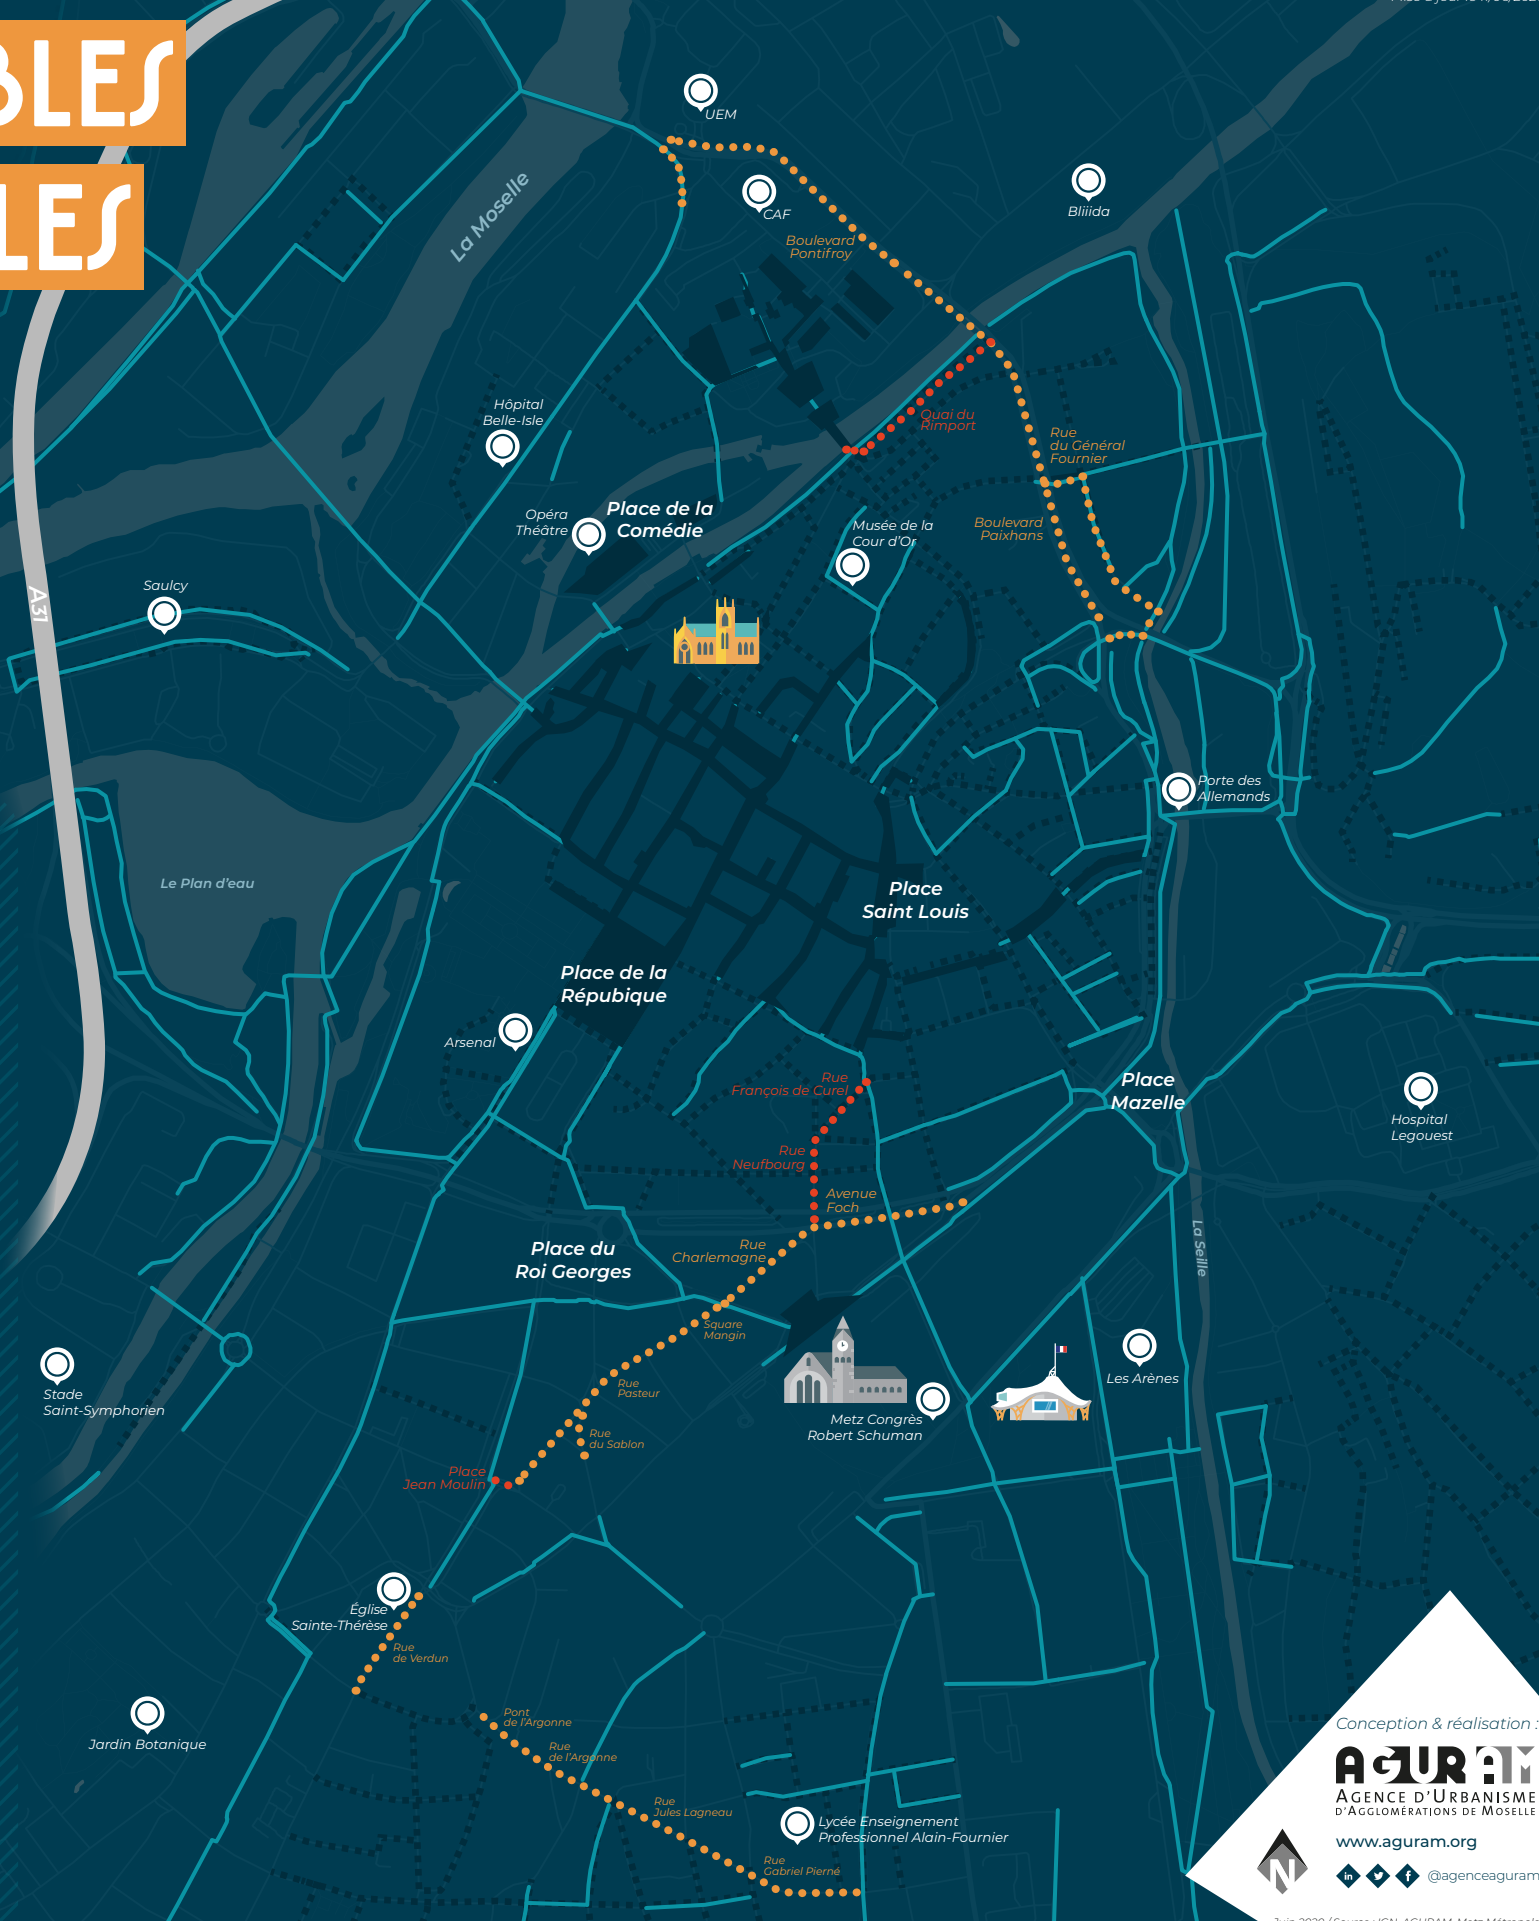 BLES
LES
UEM
CAF
Bliiida
La Moselle
Boulevard
Pontifroy
Hôpital
Belle-Isle
Quai du
Rimport
Rue
du Général
Fournier
Opéra
Théâtre
Place de la
Comédie
Musée de la
Cour d'Or
Boulevard
Paixhans
A31
Saulcy
Porte des
Allemands
Le Plan d'eau
Place
Saint Louis
Place de la
Répubique
Arsenal
Rue
François de Curel
Place
Mazelle
Hospital
Legouest
Rue
Neufbourg
Avenue
Foch
Place du
Roi Georges
Rue
Charlemagne
La Seille
Square
Mangin
Stade
Saint-Symphorien
Rue
Pasteur
Les Arènes
Metz Congrès
Robert Schuman
Rue
du Sablon
Place
Jean Moulin
Église
Sainte-Thérèse
Rue
de Verdun
Jardin Botanique
Pont
de l'Argonne
Rue
de l'Argonne
Rue
Jules Lagneau
Lycée Enseignement
Professionnel Alain-Fournier
Rue
Gabriel Pierné
Conception & réalisation :
AGURAM
AGENCE D'URBANISME
D'AGGLOMÉRATIONS DE MOSELLE
www.aguram.org
N
in f @agenceaguram